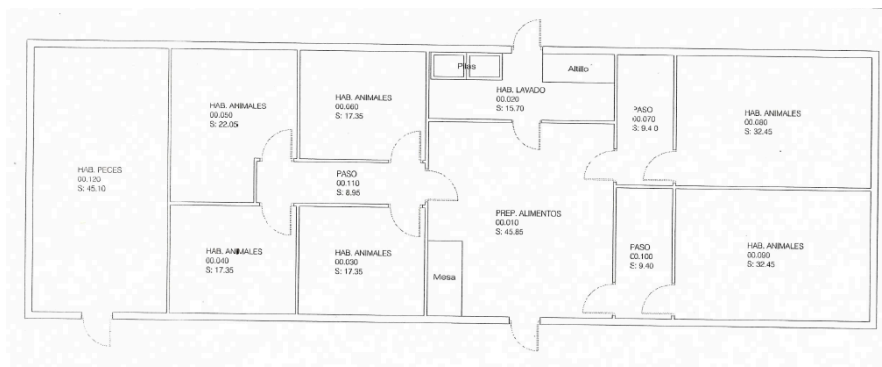 HAB. PECES
00.120
S: 45.10
HAB. ANIMALES
00.050
S: 22.05
HAB. ANIMALES
00.060
S: 17.35
Pilas
Altillo
HAB. LAVADO
00.020
S: 15.70
PASO
00.070
S: 9.40
HAB. ANIMALES
00.080
S: 32.45
PASO
00.110
S: 8.95
PREP. ALIMENTOS
00.010
S: 45.85
HAB. ANIMALES
00.040
S: 17.35
HAB. ANIMALES
00.030
S: 17.35
Mesa
PASO
00.100
S: 9.40
HAB. ANIMALES
00.090
S: 32.45